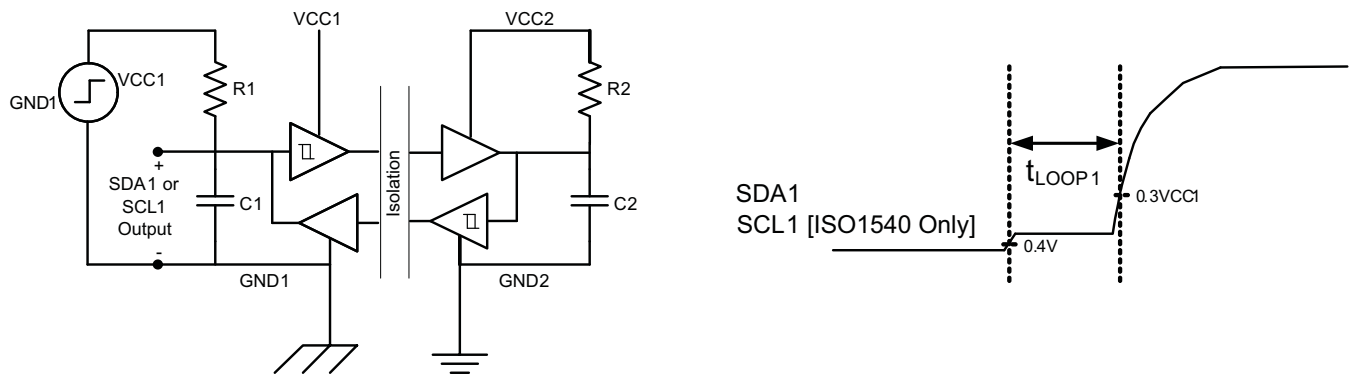 VCC1
VCC2
VCC1
R1
R2
GND1
Isolation
+
SDA1 or
SCL1
Output
-
C1
C2
GND1
GND2
tLOOP1
SDA1
SCL1 [ISO1540 Only]
0.3VCC1
0.4V